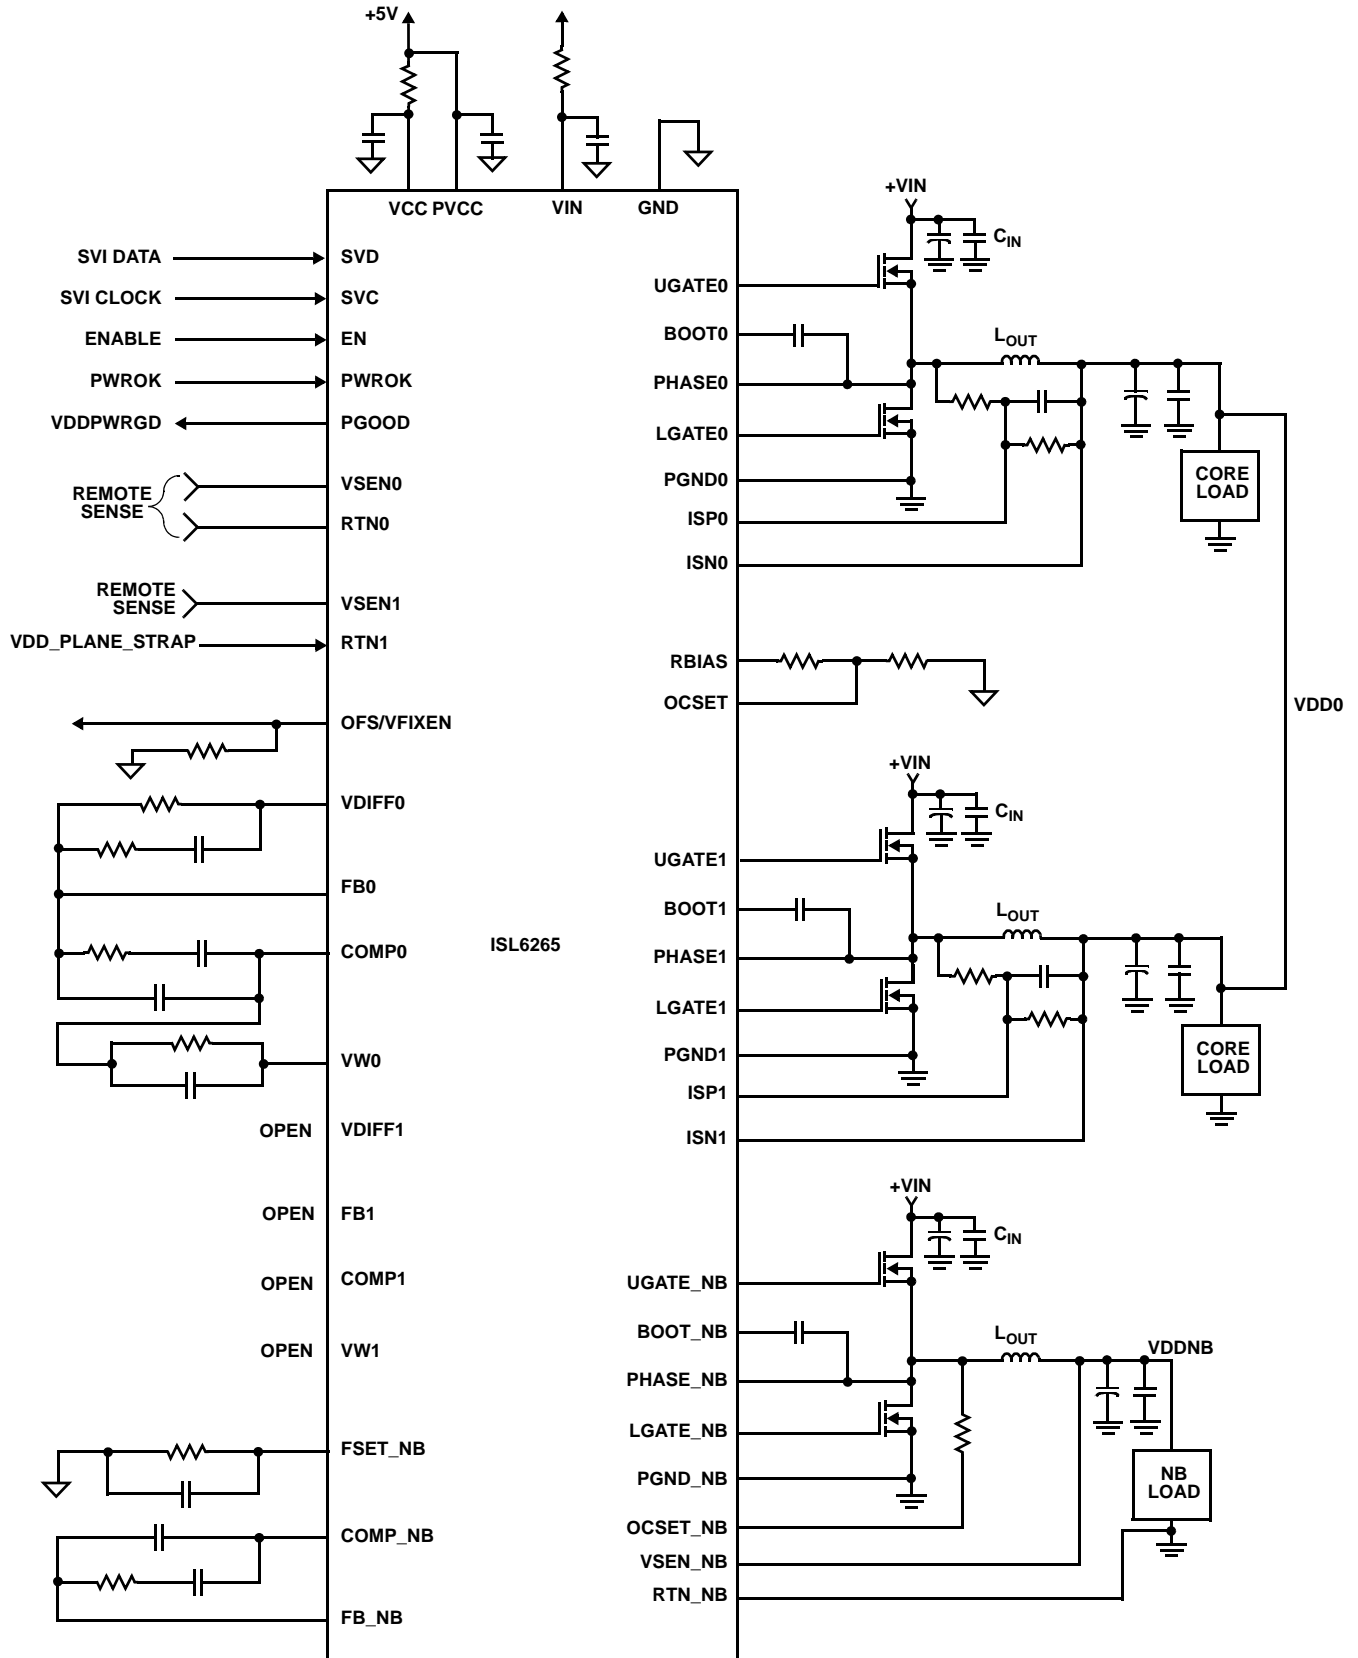 +5V
VCC PVCC VIN GND
SVI DATA
SVI CLOCK
ENABLE
PWROK
VDDPWRGD
REMOTE
SENSE
REMOTE
SENSE
VDD_PLANE_STRAP
SVD
SVC
EN
PWROK
PGOOD
VSEN0
RTN0
VSEN1
RTN1
OFS/VFIXEN
VDIFF0
FB0
COMP0
VW0
OPEN VDIFF1
OPEN FB1
OPEN COMP1
OPEN VW1
FSET_NB
COMP_NB
FB_NB
ISL6265
UGATE0
BOOT0
PHASE0
LGATE0
PGND0
ISP0
ISN0
RBIAS
OCSET
UGATE1
BOOT1
PHASE1
LGATE1
PGND1
ISP1
ISN1
UGATE_NB
BOOT_NB
PHASE_NB
LGATE_NB
PGND_NB
OCSET_NB
VSEN_NB
RTN_NB
+VIN
CIN
LOUT
CORE
LOAD
VDD0
+VIN
CIN
LOUT
CORE
LOAD
+VIN
CIN
LOUT
VDDNB
NB
LOAD